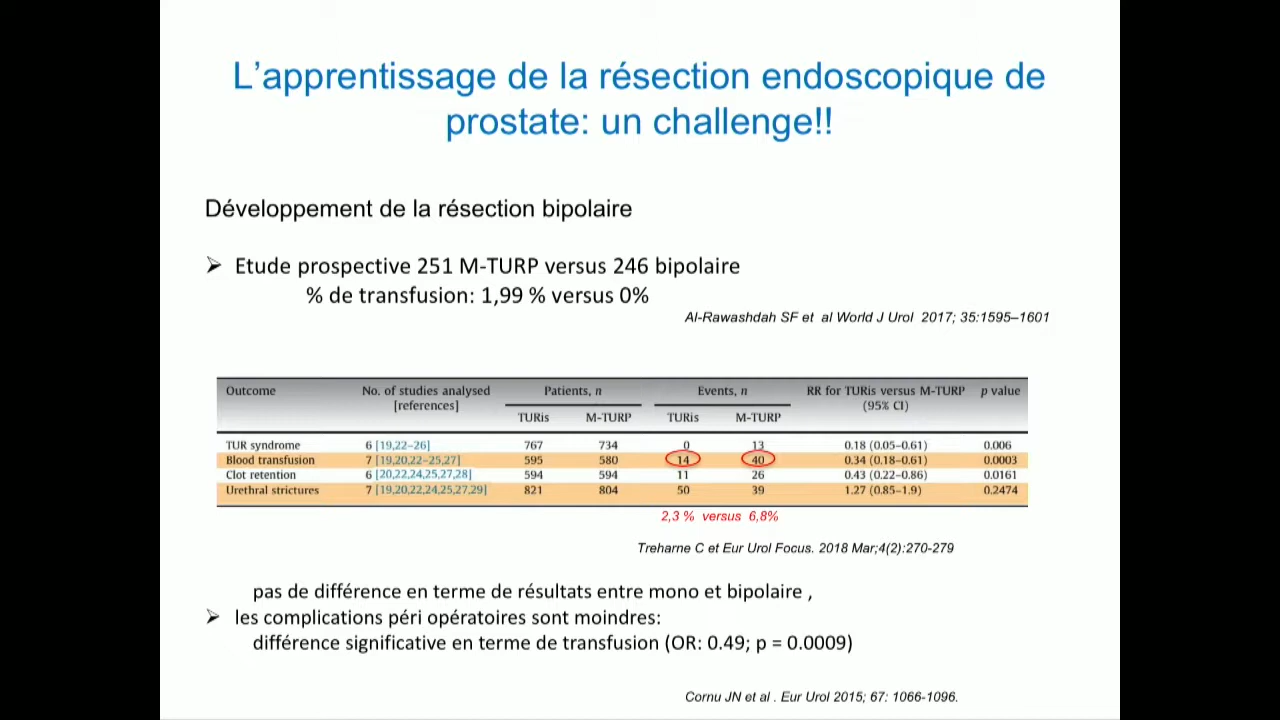 L'apprentissage de la résection endoscopique de
prostate: un challenge!!
Développement de la résection bipolaire
➢ Etude prospective 251 M-TURP versus 246 bipolaire
% de transfusion: 1,99 % versus 0%
Al-Rawashdah SF et al World J Urol 2017; 35:1595–1601
Outcome No. of studies analysed Patients, n Events, n RR for TURis versus M-TURP p value
[references] (95% CI)
TURis M-TURP TURis M-TURP
TUR syndrome 6 [19,22–26] 767 734 0 13 0.18 (0.05–0.61) 0.006
Blood transfusion 7 [19,20,22–25,27] 595 580 14 40 0.34 (0.18–0.61) 0.0003
Clot retention 6 [20,22,24,25,27,28] 594 594 11 26 0.43 (0.22–0.86) 0.0161
Urethral strictures 7 [19,20,22,24,25,27,29] 821 804 50 39 1.27 (0.85–1.9) 0.2474
2,3 % versus 6,8%
Treharne C et Eur Urol Focus. 2018 Mar;4(2):270-279
pas de différence en terme de résultats entre mono et bipolaire ,
➢ les complications péri opératoires sont moindres:
différence significative en terme de transfusion (OR: 0.49; p = 0.0009)
Cornu JN et al . Eur Urol 2015; 67: 1066-1096.